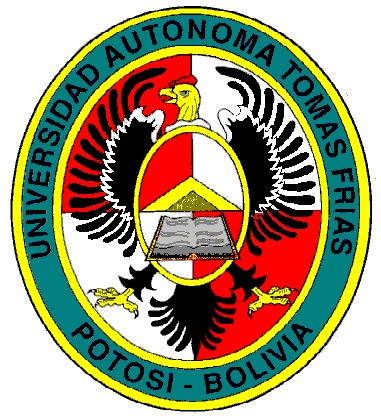 UNIVERSIDAD AUTONOMA TOMAS FRIAS
POTOSI - BOLIVIA